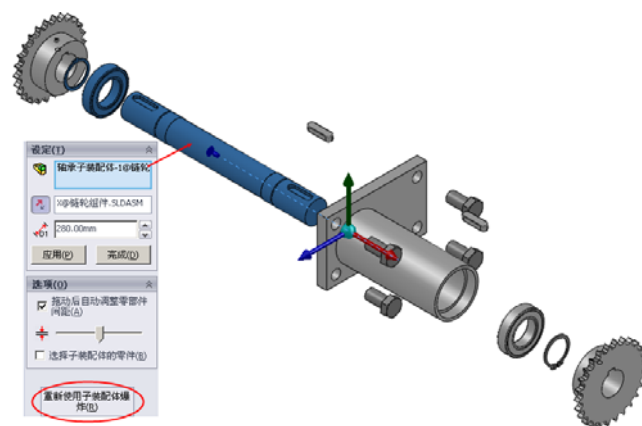 设定(T)
轴承子装配体-1@链轮
X@链轮组件.SLDASM
280.00mm
应用(P)
完成(D)
选项(O)
拖动后自动调整零部件
间距(A)
选择子装配体的零件(B)
重新使用子装配体爆
炸(R)